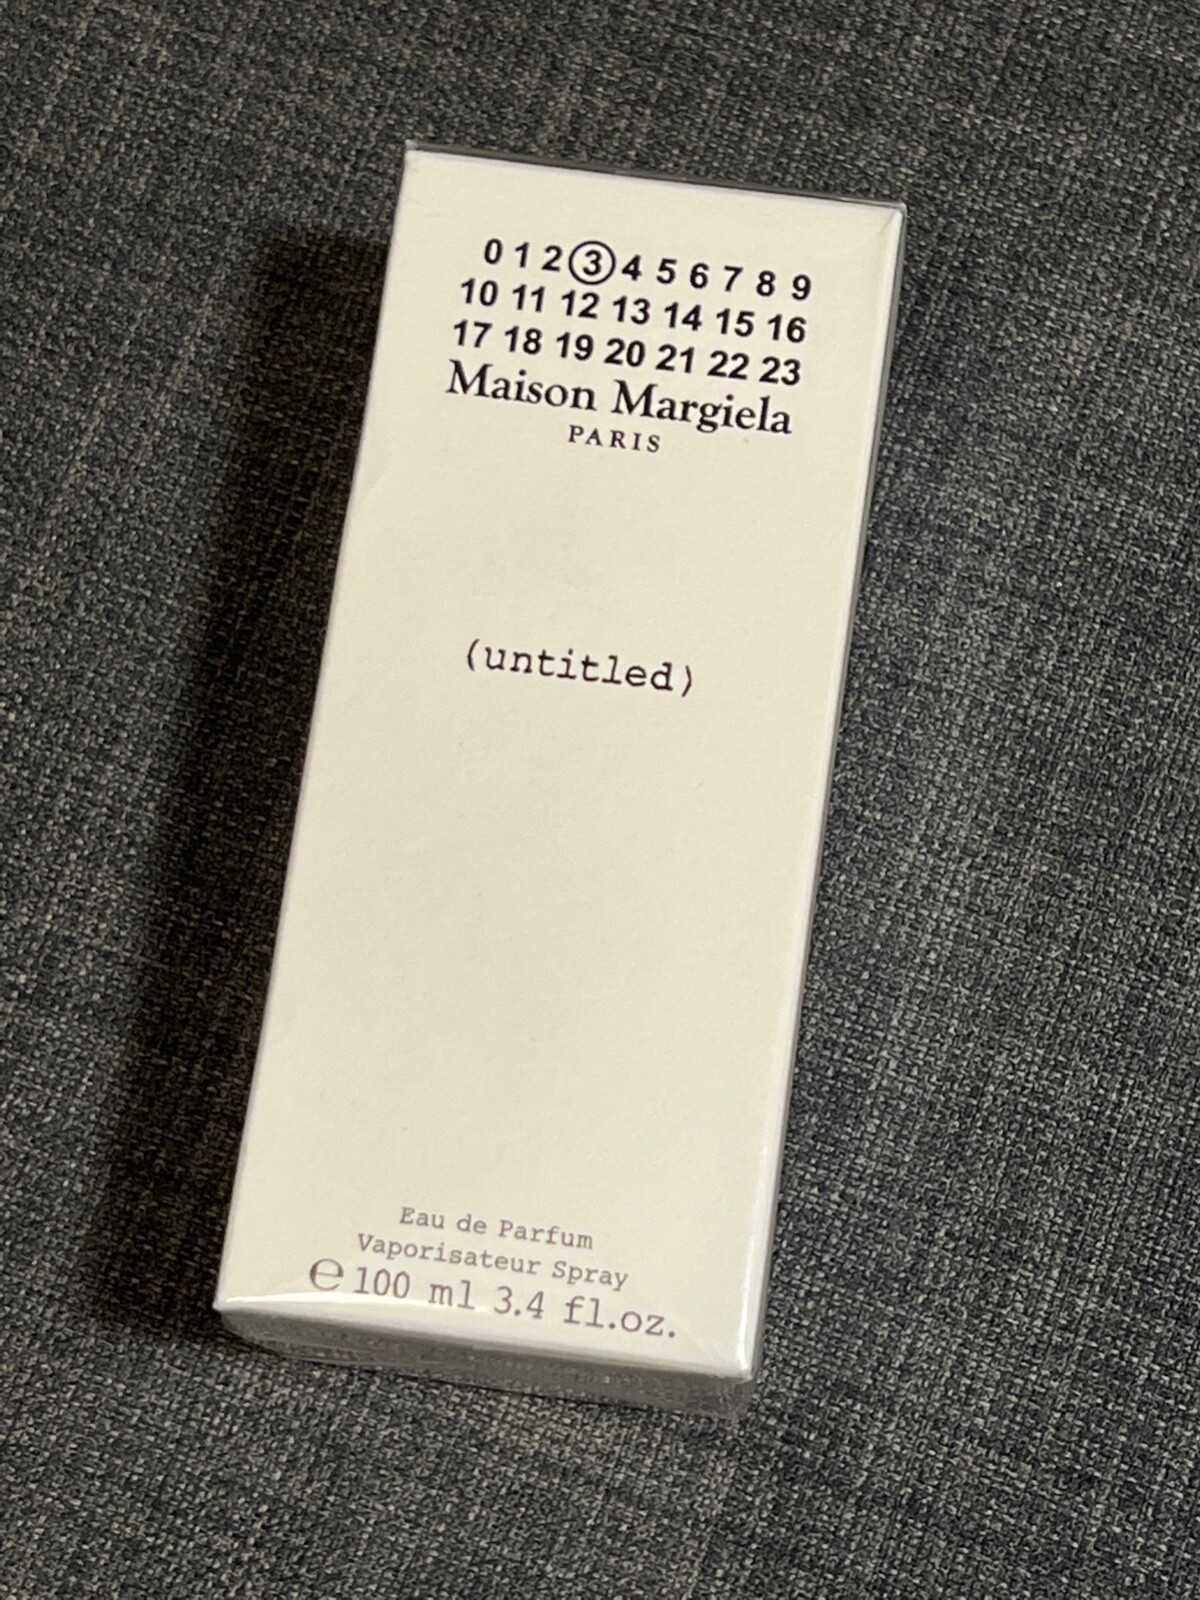 0 1 2 3 4 5 6 7 8 9
10 11 12 13 14 15 16
17 18 19 20 21 22 23
Maison Margiela
PARIS
(untitled)
Eau de Parfum
Vaporisateur Spray
℮ 100 ml 3.4 fl.oz.